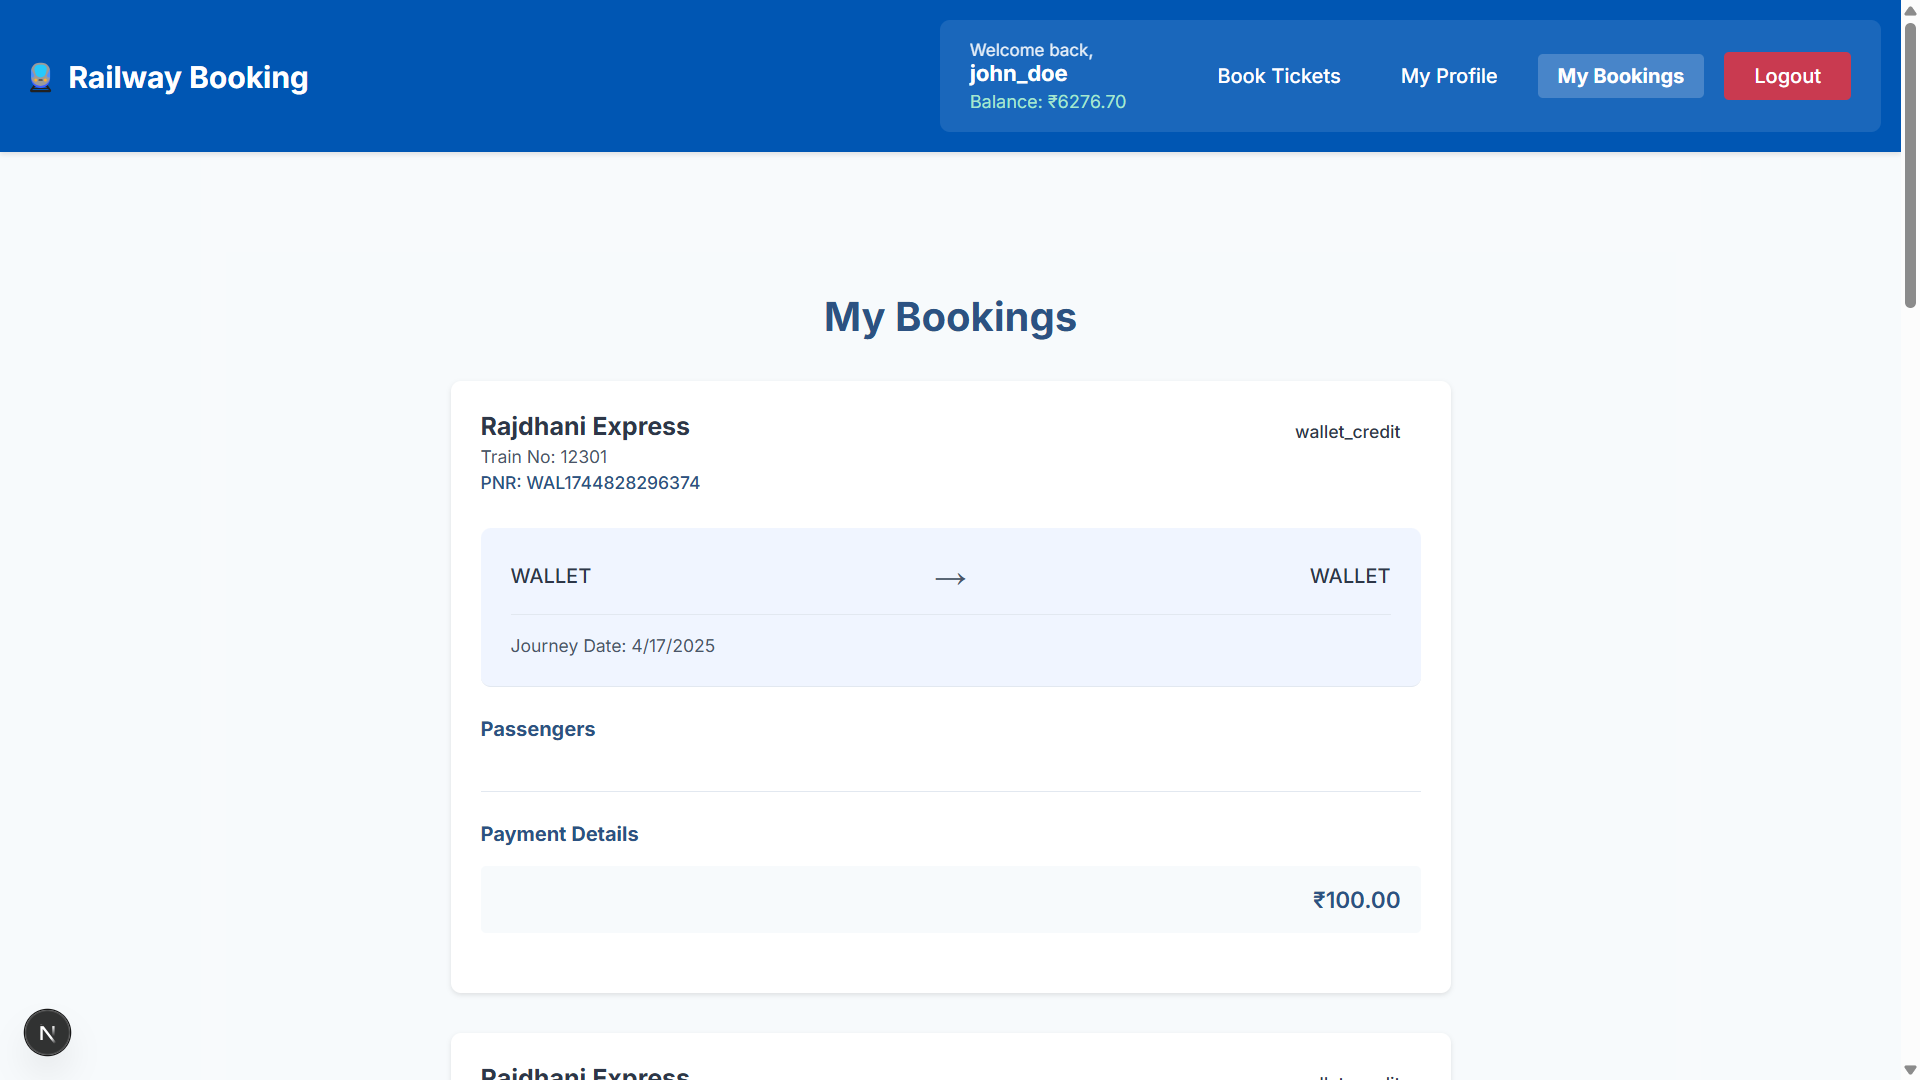 Railway Booking
Welcome back,
john_doe
Balance: ₹6276.70
Book Tickets
My Profile
My Bookings
Logout
My Bookings
Rajdhani Express
wallet_credit
Train No: 12301
PNR: WAL1744828296374
WALLET → WALLET
Journey Date: 4/17/2025
Passengers
Payment Details
₹100.00
N
Rajdhani Express